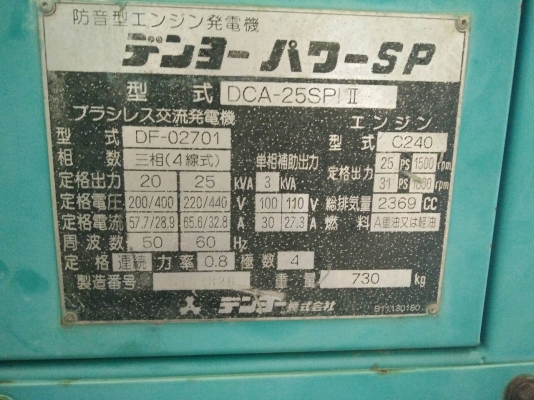 防音型エンジン発電機
デンヨーパワーSP
型式 DCA-25SPI II
ブラシレス交流発電機 エンジン
型式 DF-02701 型式 C240
相数 三相(4線式) 単相補助出力 定格出力 25 PS 1500 rpm
定格出力 20 25 KVA 3 KVA 31 PS 1800 rpm
定格電圧 200/400 220/440 V 100 110 V 総排気量 2369 CC
定格電流 57.7/28.9 65.6/32.8 A 30 27.3 A 燃料 A重油又は軽油
周波数 50 60 Hz
定格 連続 力率 0.8 極数 4
製造番号 重量 730 kg
デンヨー株式会社